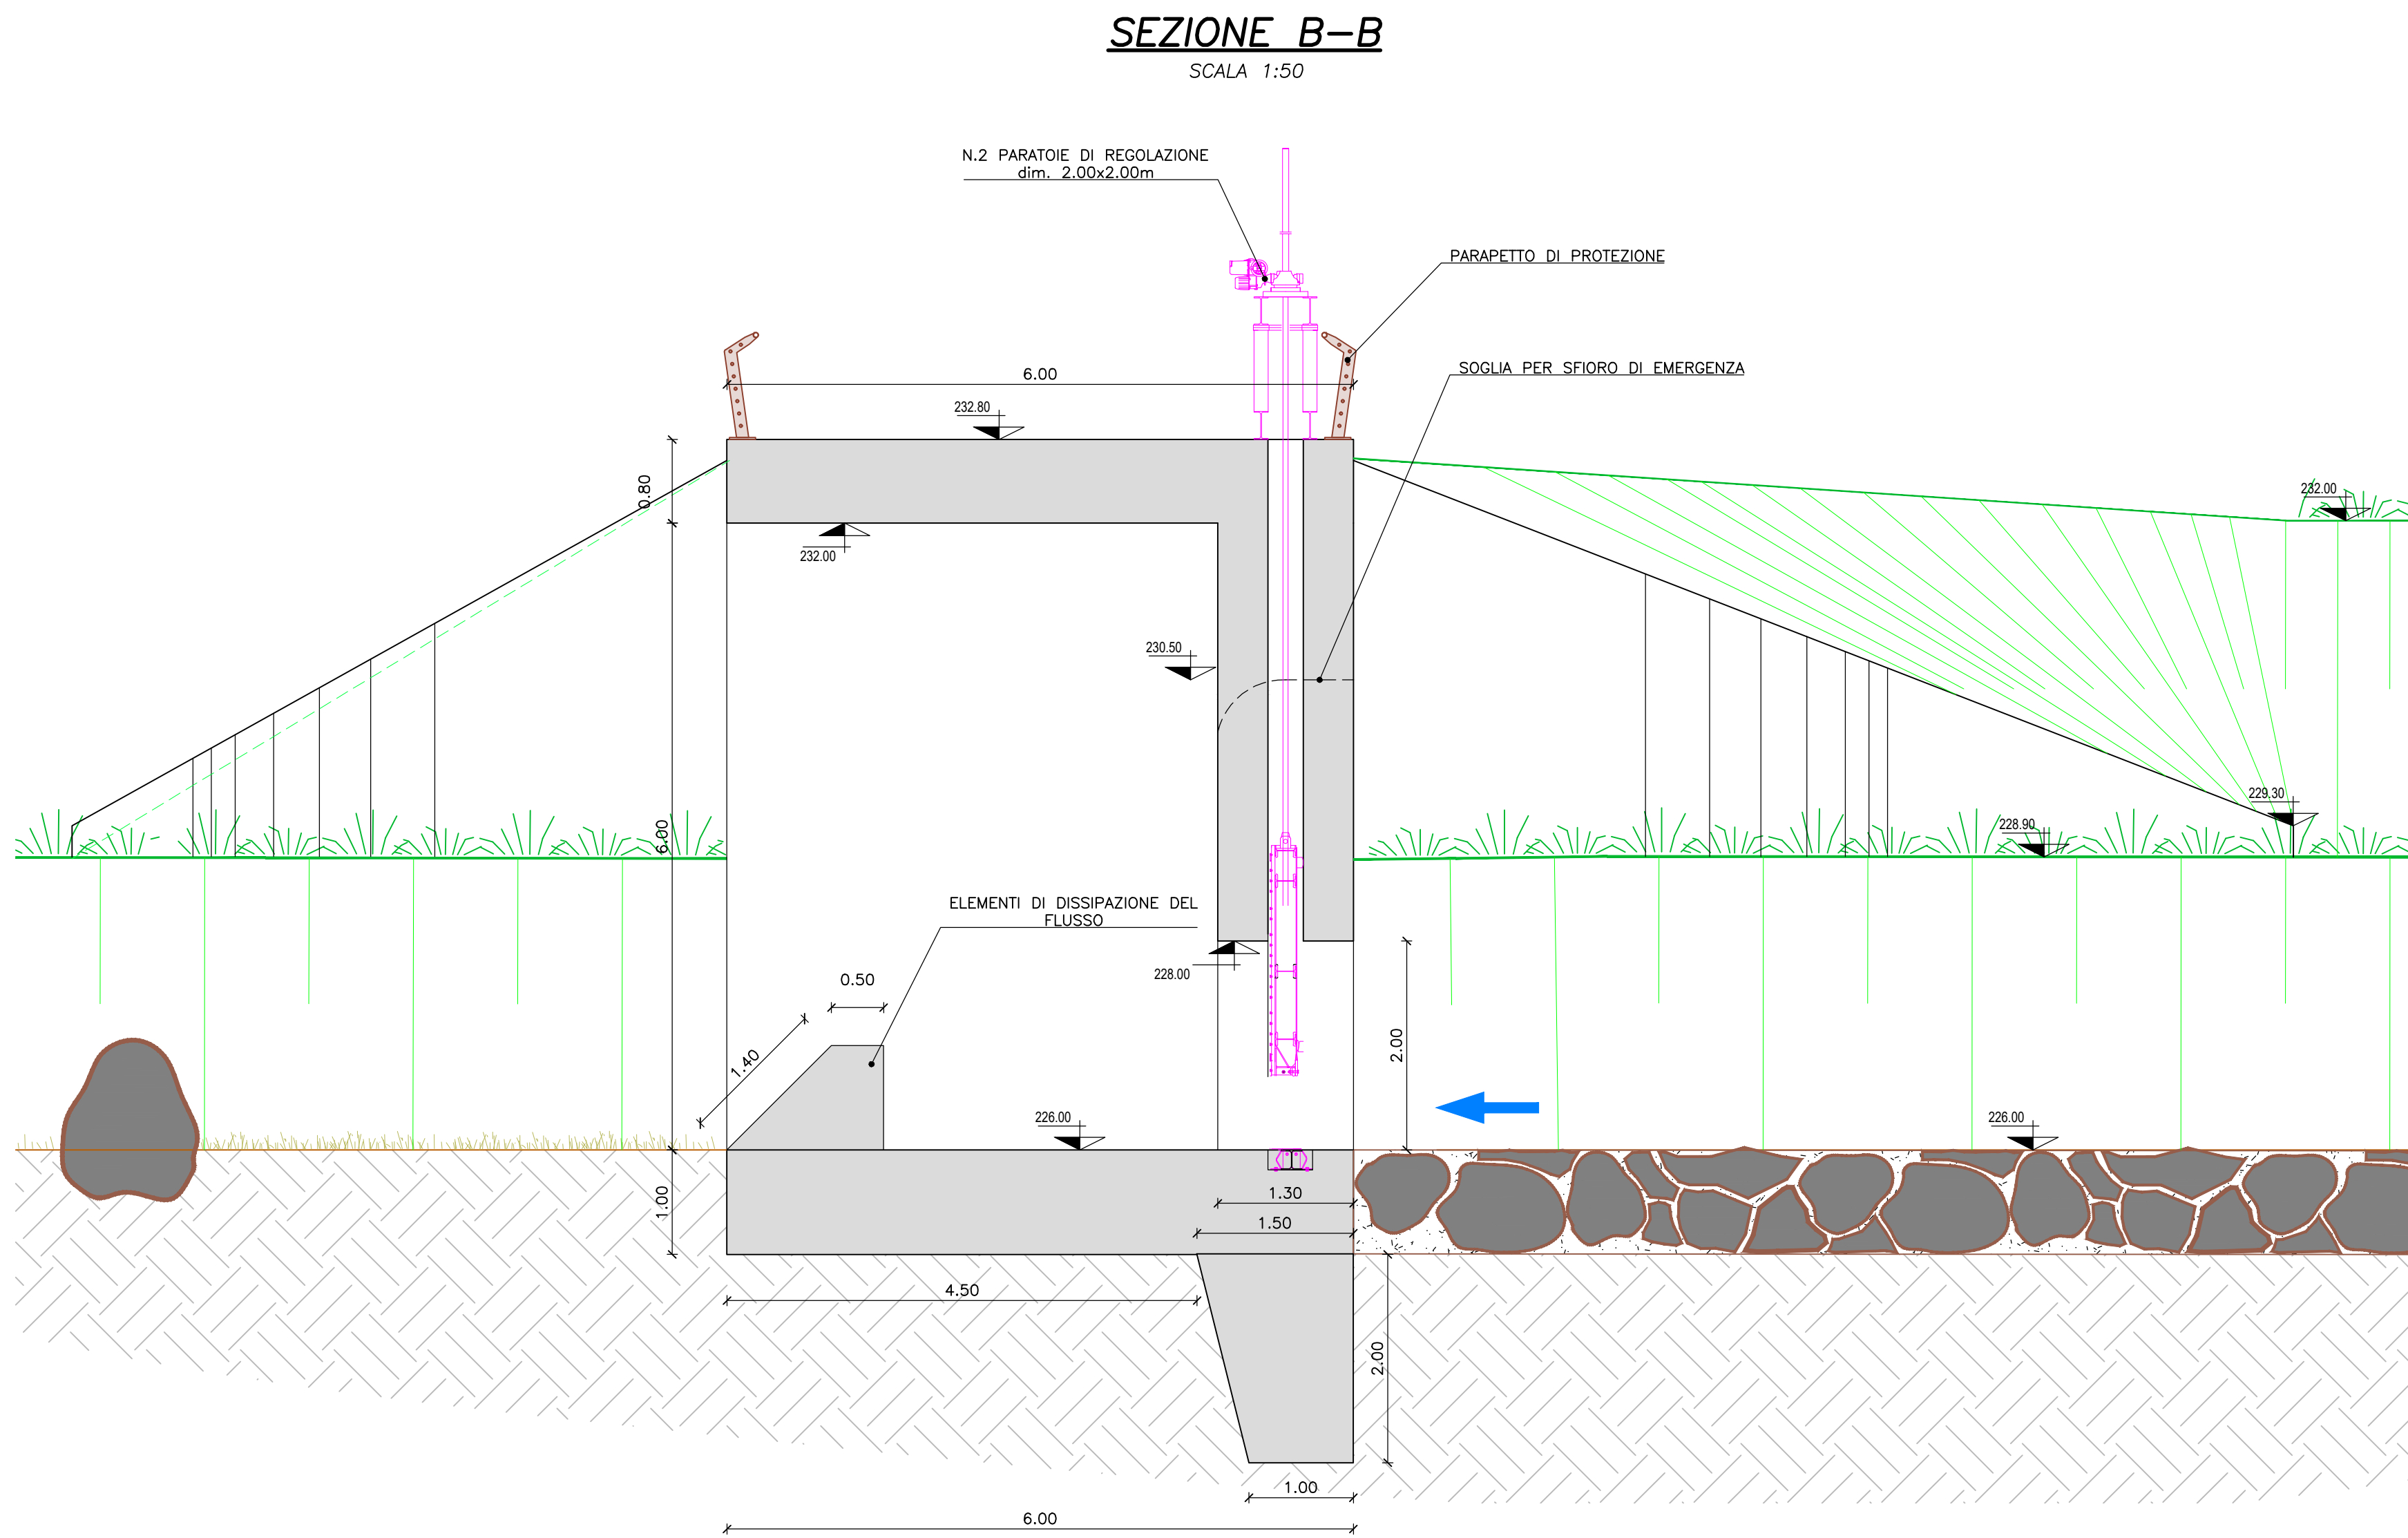 SEZIONE B-B
SCALA 1:50
N.2 PARATOIE DI REGOLAZIONE
dim. 2.00x2.00m
PARAPETTO DI PROTEZIONE
SOGLIA PER SFIORO DI EMERGENZA
6.00
232.80
0.80
232.00
232.00
230.50
229.30
228.90
6.00
ELEMENTI DI DISSIPAZIONE DEL
FLUSSO
228.00
0.50
1.40
2.00
226.00
226.00
1.00
1.30
1.50
4.50
2.00
1.00
6.00